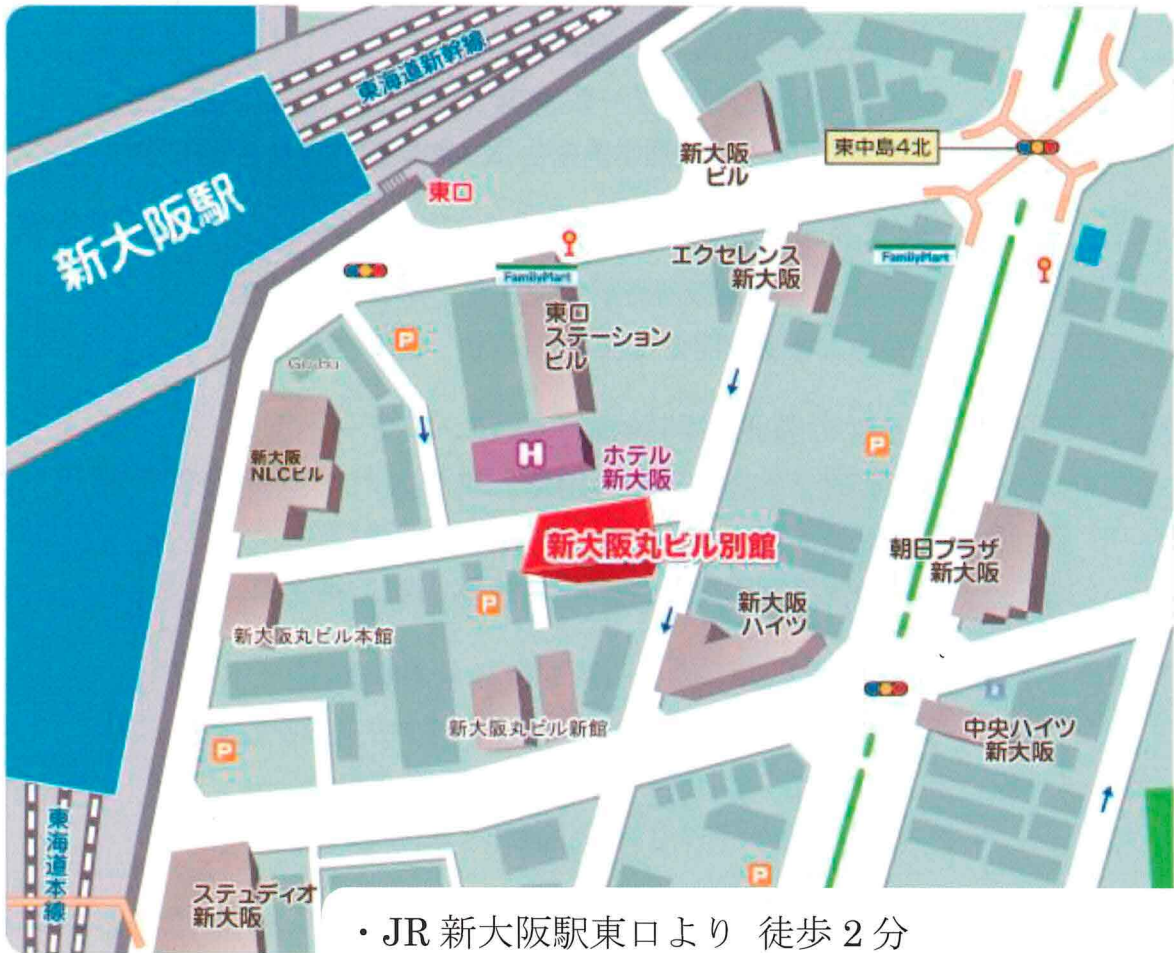 東海道新幹線
新大阪駅
東口
新大阪
ビル
東中島4北
FamilyMart
エクセレンス
新大阪
FamilyMart
東口
ステーション
ビル
P
新大阪
NLCビル
H
ホテル
新大阪
P
新大阪丸ビル別館
朝日プラザ
新大阪
P
新大阪
ハイツ
新大阪丸ビル本館
新大阪丸ビル新館
P
中央ハイツ
新大阪
東海道本線
ステュディオ
新大阪
P
・JR 新大阪駅東口より 徒歩 2 分